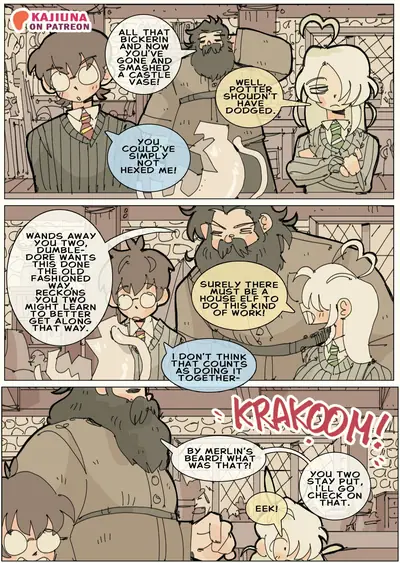 KAJIUNA
ON PATREON
ALL THAT
BICKERIN
AND NOW
YOU'VE
GONE AND
SMASHED
A CASTLE
VASE!
WELL,
POTTER
SHOUDN'T
HAVE
DODGED.
YOU
COULD'VE
SIMPLY
NOT
HEXED ME!
WANDS AWAY
YOU TWO,
DUMBLE-
DORE WANTS
THIS DONE
THE OLD
FASHIONED
WAY.
RECKONS
YOU TWO
MIGHT LEARN
TO BETTER
GET ALONG
THAT WAY.
SURELY THERE
MUST BE A
HOUSE ELF TO
DO THIS KIND
OF WORK!
I DON'T THINK
THAT COUNTS
AS DOING IT
TOGETHER-
KRAKOOM!
BY MERLIN'S
BEARD! WHAT
WAS THAT?!
YOU TWO
STAY PUT,
I'LL GO
CHECK ON
THAT.
EEK!